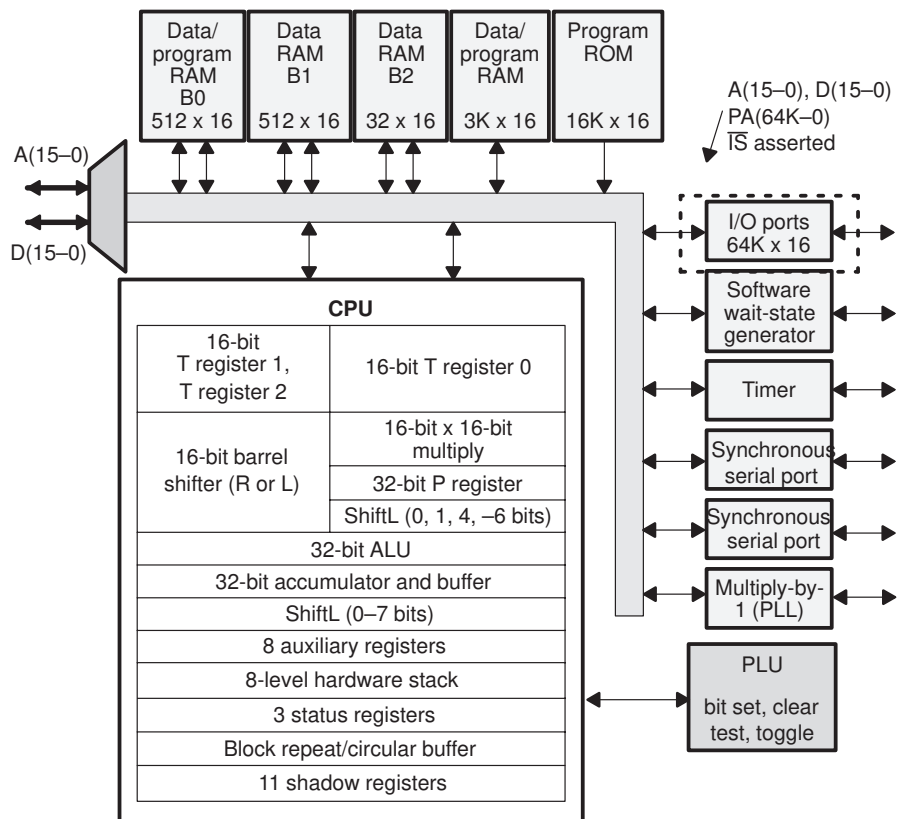 Data/
program
RAM
B0
512 x 16
Data
RAM
B1
512 x 16
Data
RAM
B2
32 x 16
Data/
program
RAM
3K x 16
Program
ROM
16K x 16
A(15–0), D(15–0)
PA(64K–0)
IS asserted
A(15–0)
D(15–0)
I/O ports
64K x 16
Software
wait-state
generator
Timer
Synchronous
serial port
Synchronous
serial port
Multiply-by-
1 (PLL)
PLU
bit set, clear
test, toggle
CPU
16-bit
T register 1,
T register 2
16-bit T register 0
16-bit barrel
shifter (R or L)
16-bit x 16-bit
multiply
32-bit P register
ShiftL (0, 1, 4, –6 bits)
32-bit ALU
32-bit accumulator and buffer
ShiftL (0–7 bits)
8 auxiliary registers
8-level hardware stack
3 status registers
Block repeat/circular buffer
11 shadow registers